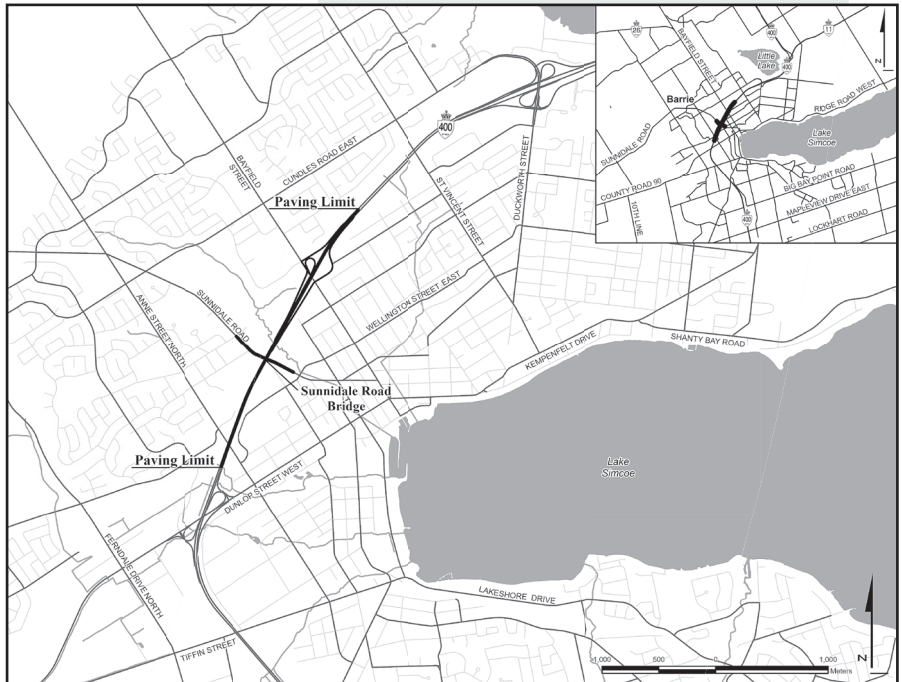 BAYFIELD
STREET
CUNDLES ROAD EAST
400
ST VINCENT STREET
DUCKWORTH STREET
Paving Limit
ANNE STREET NORTH
SUNNIDALE ROAD
WELLINGTON STREET EAST
KEMPENFELT DRIVE
SHANTY BAY ROAD
Sunnidale Road
Bridge
Paving Limit
DUNLOP STREET WEST
Lake
Simcoe
FERNDALE DRIVE NORTH
TIFFIN STREET
LAKESHORE DRIVE
1,000
500
0
1,000
Meters
N
26
400
11
N
BAYFIELD STREET
Little
Lake
400
Barrie
RIDGE ROAD WEST
SUNNIDALE ROAD
Lake
Simcoe
COUNTY ROAD 90
BIG BAY POINT ROAD
10TH LINE
MAPLEVIEW DRIVE EAST
400
LOCKHART ROAD